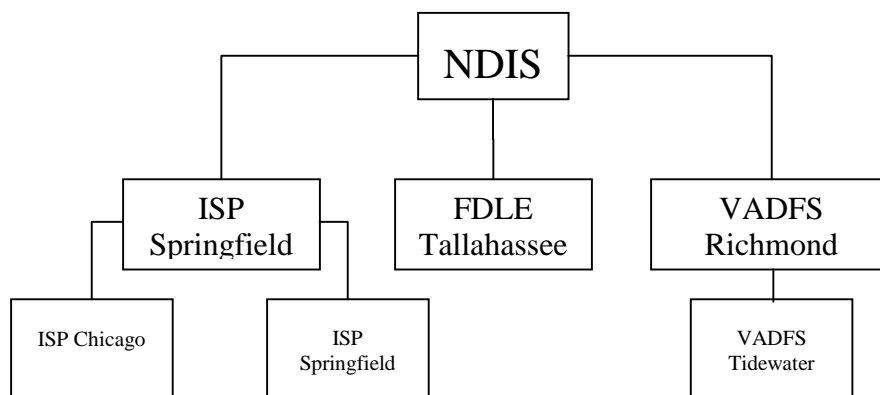 NDIS
ISP
Springfield
FDLE
Tallahassee
VADFS
Richmond
ISP Chicago
ISP
Springfield
VADFS
Tidewater